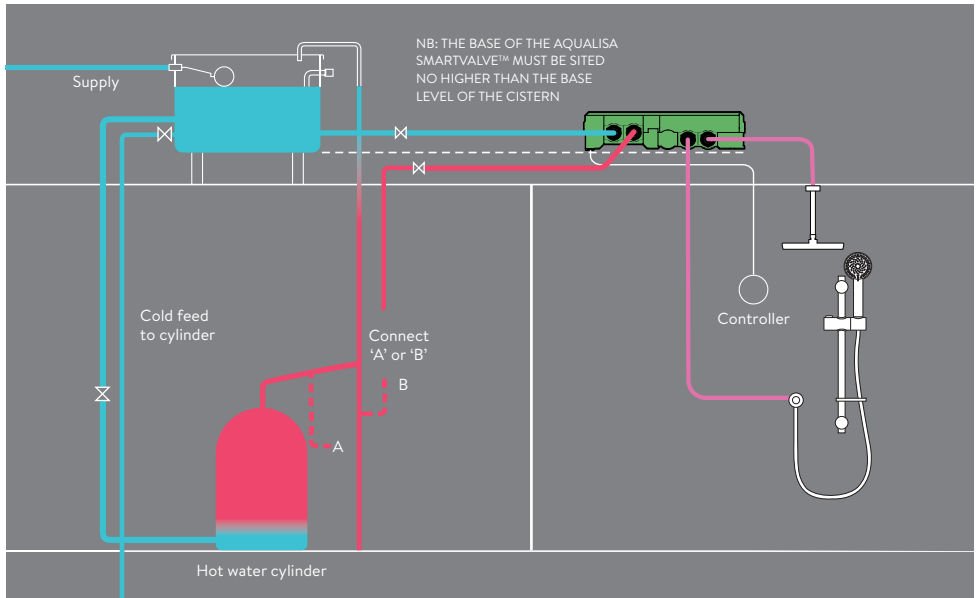 NB: THE BASE OF THE AQUALISA
SMARTVALVE™ MUST BE SITED
NO HIGHER THAN THE BASE
LEVEL OF THE CISTERN
Supply
Cold feed
to cylinder
Connect
‘A’ or ‘B’
B
A
Controller
Hot water cylinder